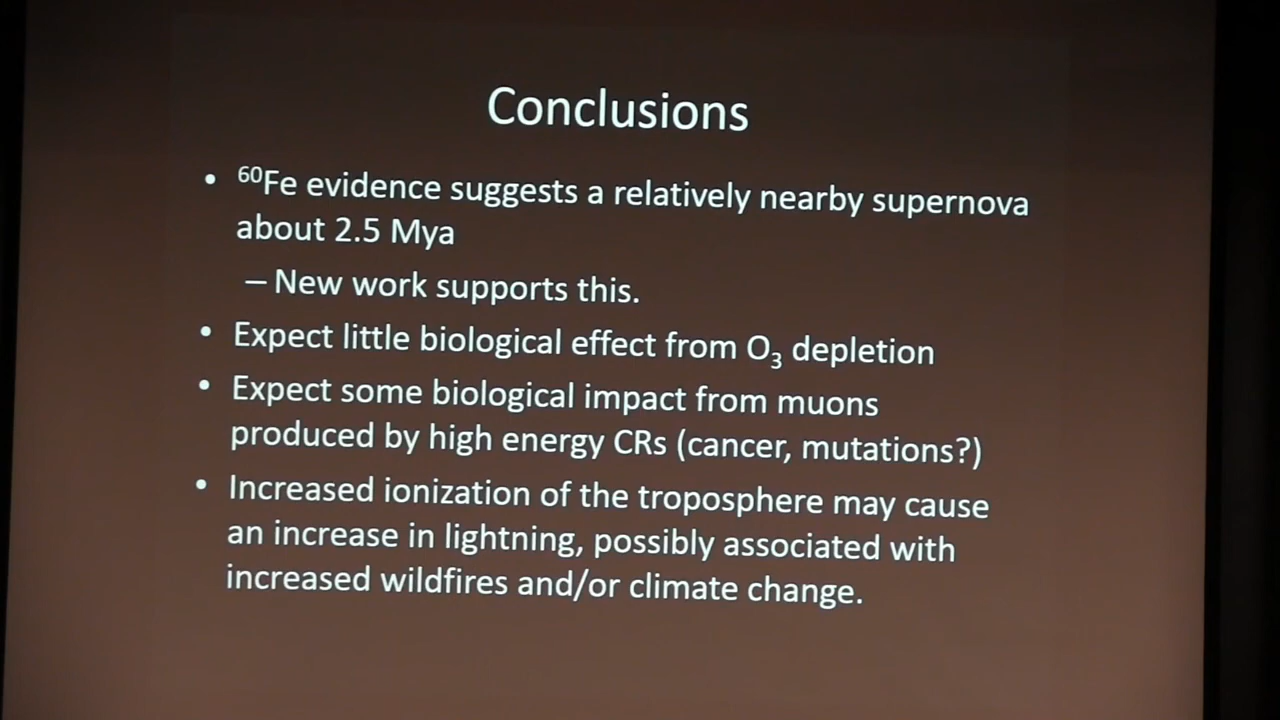 Conclusions
• ⁶⁰Fe evidence suggests a relatively nearby supernova
about 2.5 Mya
– New work supports this.
• Expect little biological effect from O₃ depletion
• Expect some biological impact from muons
produced by high energy CRs (cancer, mutations?)
• Increased ionization of the troposphere may cause
an increase in lightning, possibly associated with
increased wildfires and/or climate change.